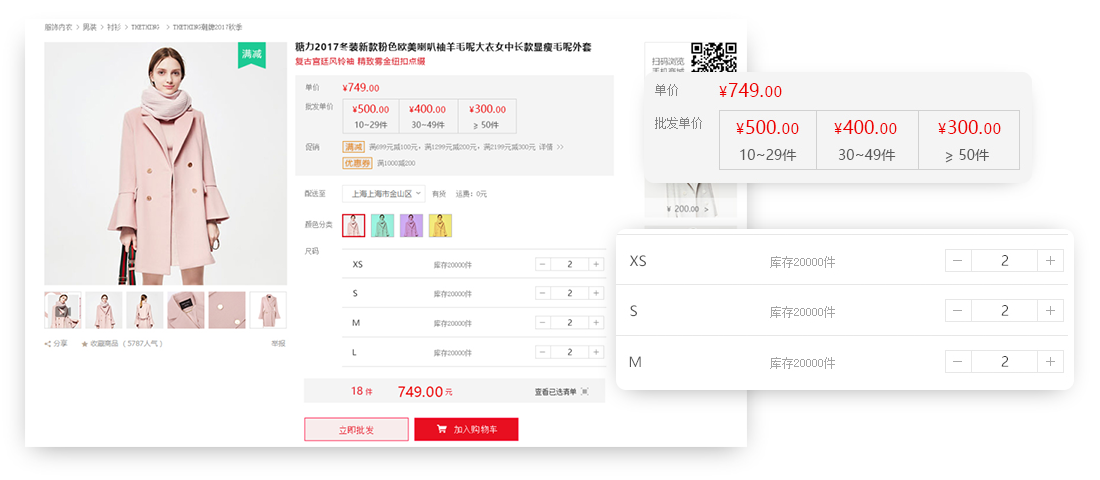 服饰内衣 > 男装 > 衬衫 > TKETKING > TKETKING韩牌2017秋季
满减
糖力2017冬装新款粉色欧美喇叭袖羊毛呢大衣女中长款显瘦毛呢外套
复古宫廷风铃袖 精致雾金纽扣点缀
单价 ¥749.00
批发单价 ¥500.00 ¥400.00 ¥300.00
10~29件 30~49件 ⩾ 50件
促销 满减 满699元减100元，满1299元减200元，满2199元减300元 详情 >>
优惠券 满1000减200
配送至 上海上海市金山区 有货 运费：0元
颜色分类
尺码
XS 库存20000件 － 2 ＋
S 库存20000件 － 2 ＋
M 库存20000件 － 2 ＋
L 库存20000件 － 2 ＋
18 件 749.00 元 查看已选清单
立即批发 加入购物车
分享 收藏商品（5787人气） 举报
扫码浏览
手机商城
单价 ¥749.00
批发单价 ¥500.00 ¥400.00 ¥300.00
10~29件 30~49件 ⩾ 50件
¥ 200.00 >
XS 库存20000件 － 2 ＋
S 库存20000件 － 2 ＋
M 库存20000件 － 2 ＋